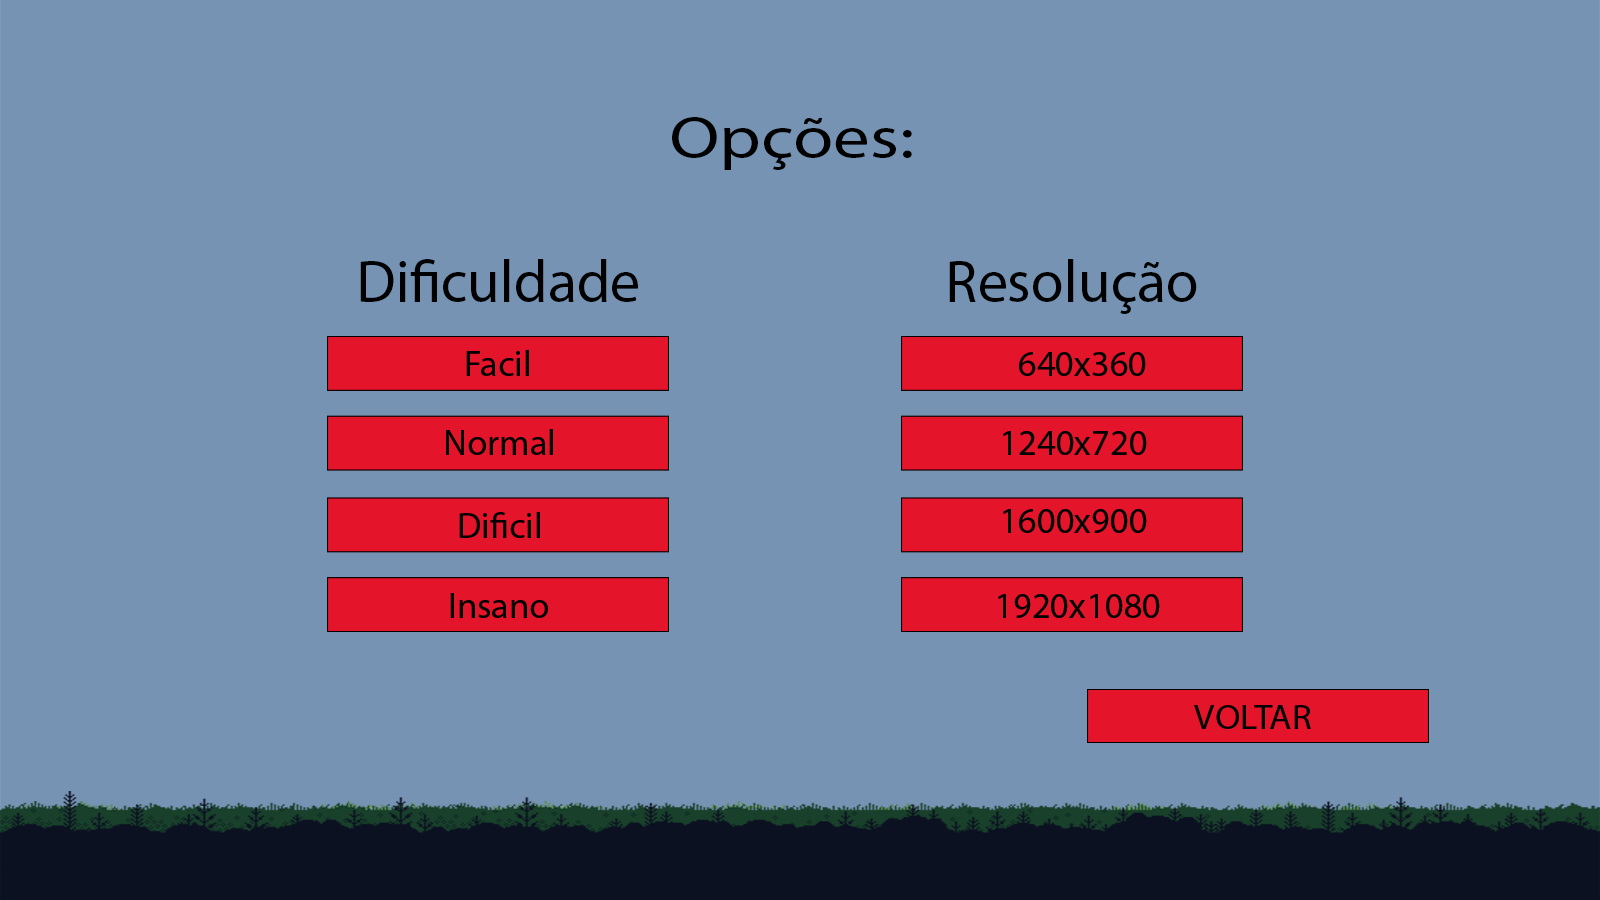 Opções:
Dificuldade
Facil
Normal
Dificil
Insano
Resolução
640x360
1240x720
1600x900
1920x1080
VOLTAR